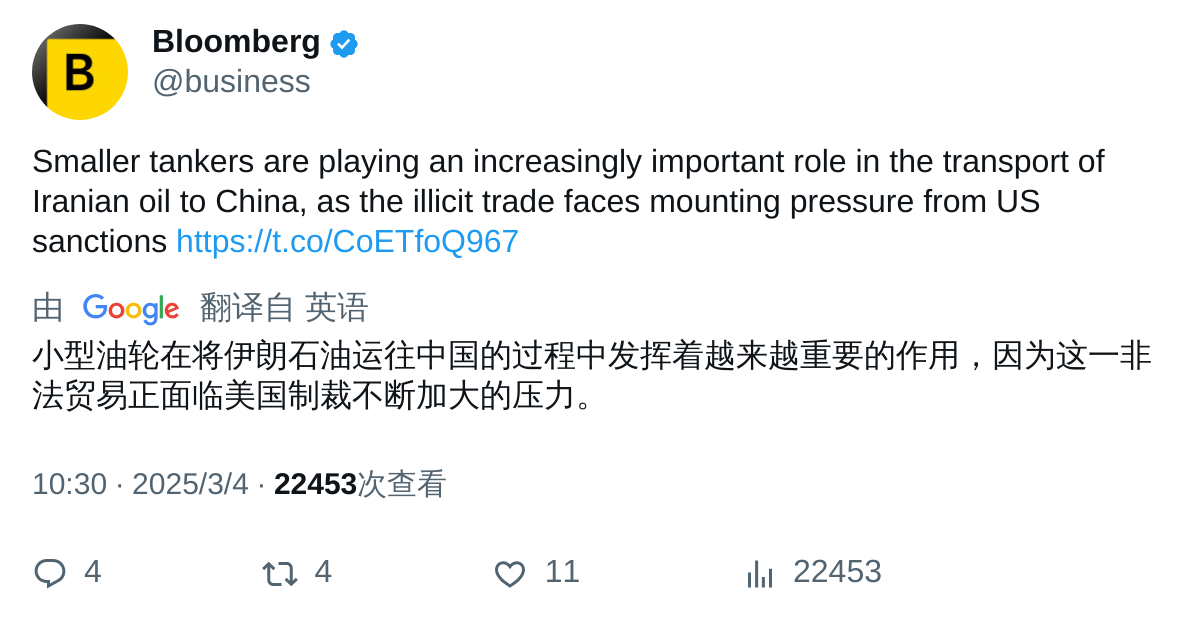 B
Bloomberg
@business
Smaller tankers are playing an increasingly important role in the transport of
Iranian oil to China, as the illicit trade faces mounting pressure from US
sanctions https://t.co/CoETfoQ967
由 Google 翻译自 英语
小型油轮在将伊朗石油运往中国的过程中发挥着越来越重要的作用，因为这一非
法贸易正面临美国制裁不断加大的压力。
10:30 · 2025/3/4 · 22453次查看
4 4 11 22453